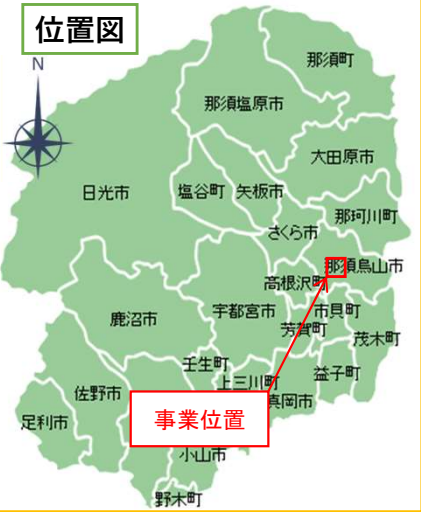 位置図
N
那須町
那須塩原市
大田原市
日光市
塩谷町
矢板市
那珂川町
さくら市
那須烏山市
高根沢町
鹿沼市
宇都宮市
市貝町
芳賀町
茂木町
壬生町
上三川町
益子町
佐野市
真岡市
事業位置
足利市
小山市
野木町